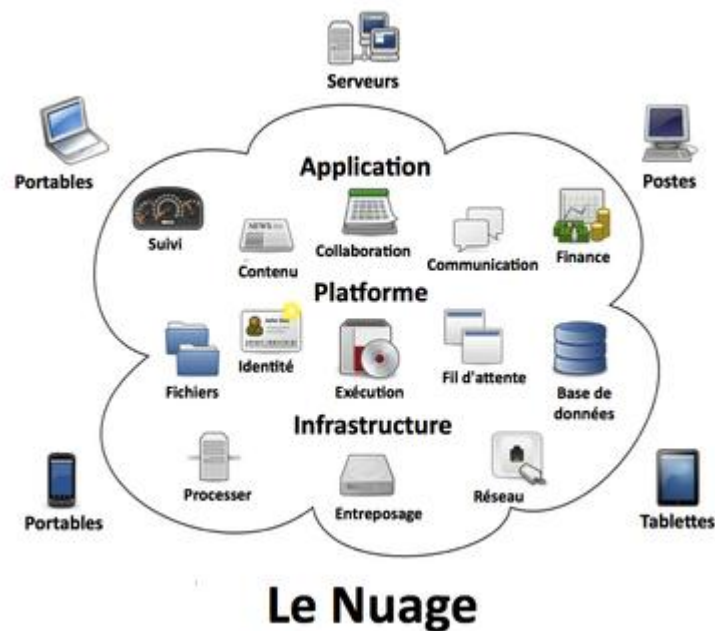 Serveurs
Portables
Postes
Application
Suivi
NEWS
Contenu
Collaboration
Communication
Finance
Platforme
Fichiers
Identité
Exécution
Fil d'attente
Base de
données
Infrastructure
Processer
Entreposage
Réseau
Portables
Tablettes
Le Nuage